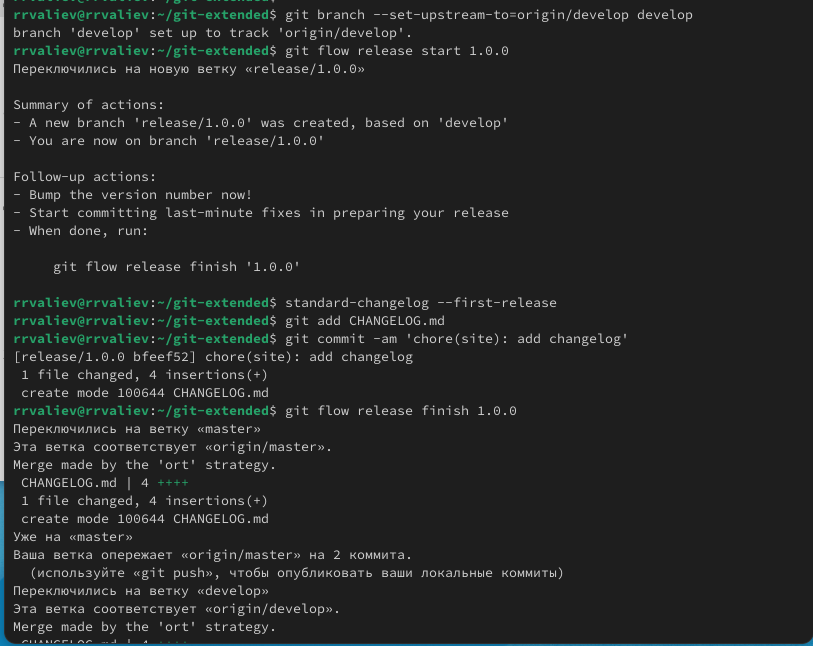 rrvaliev@rrvaliev:~/git-extended$ git branch --set-upstream-to=origin/develop develop
branch 'develop' set up to track 'origin/develop'.
rrvaliev@rrvaliev:~/git-extended$ git flow release start 1.0.0
Переключились на новую ветку «release/1.0.0»
Summary of actions:
- A new branch 'release/1.0.0' was created, based on 'develop'
- You are now on branch 'release/1.0.0'
Follow-up actions:
- Bump the version number now!
- Start committing last-minute fixes in preparing your release
- When done, run:
git flow release finish '1.0.0'
rrvaliev@rrvaliev:~/git-extended$ standard-changelog --first-release
rrvaliev@rrvaliev:~/git-extended$ git add CHANGELOG.md
rrvaliev@rrvaliev:~/git-extended$ git commit -am 'chore(site): add changelog'
[release/1.0.0 bfeef52] chore(site): add changelog
1 file changed, 4 insertions(+)
create mode 100644 CHANGELOG.md
rrvaliev@rrvaliev:~/git-extended$ git flow release finish 1.0.0
Переключились на ветку «master»
Эта ветка соответствует «origin/master».
Merge made by the 'ort' strategy.
CHANGELOG.md | 4 ++++
1 file changed, 4 insertions(+)
create mode 100644 CHANGELOG.md
Уже на «master»
Ваша ветка опережает «origin/master» на 2 коммита.
(используйте «git push», чтобы опубликовать ваши локальные коммиты)
Переключились на ветку «develop»
Эта ветка соответствует «origin/develop».
Merge made by the 'ort' strategy.
CHANGELOG.md | 4 ++++